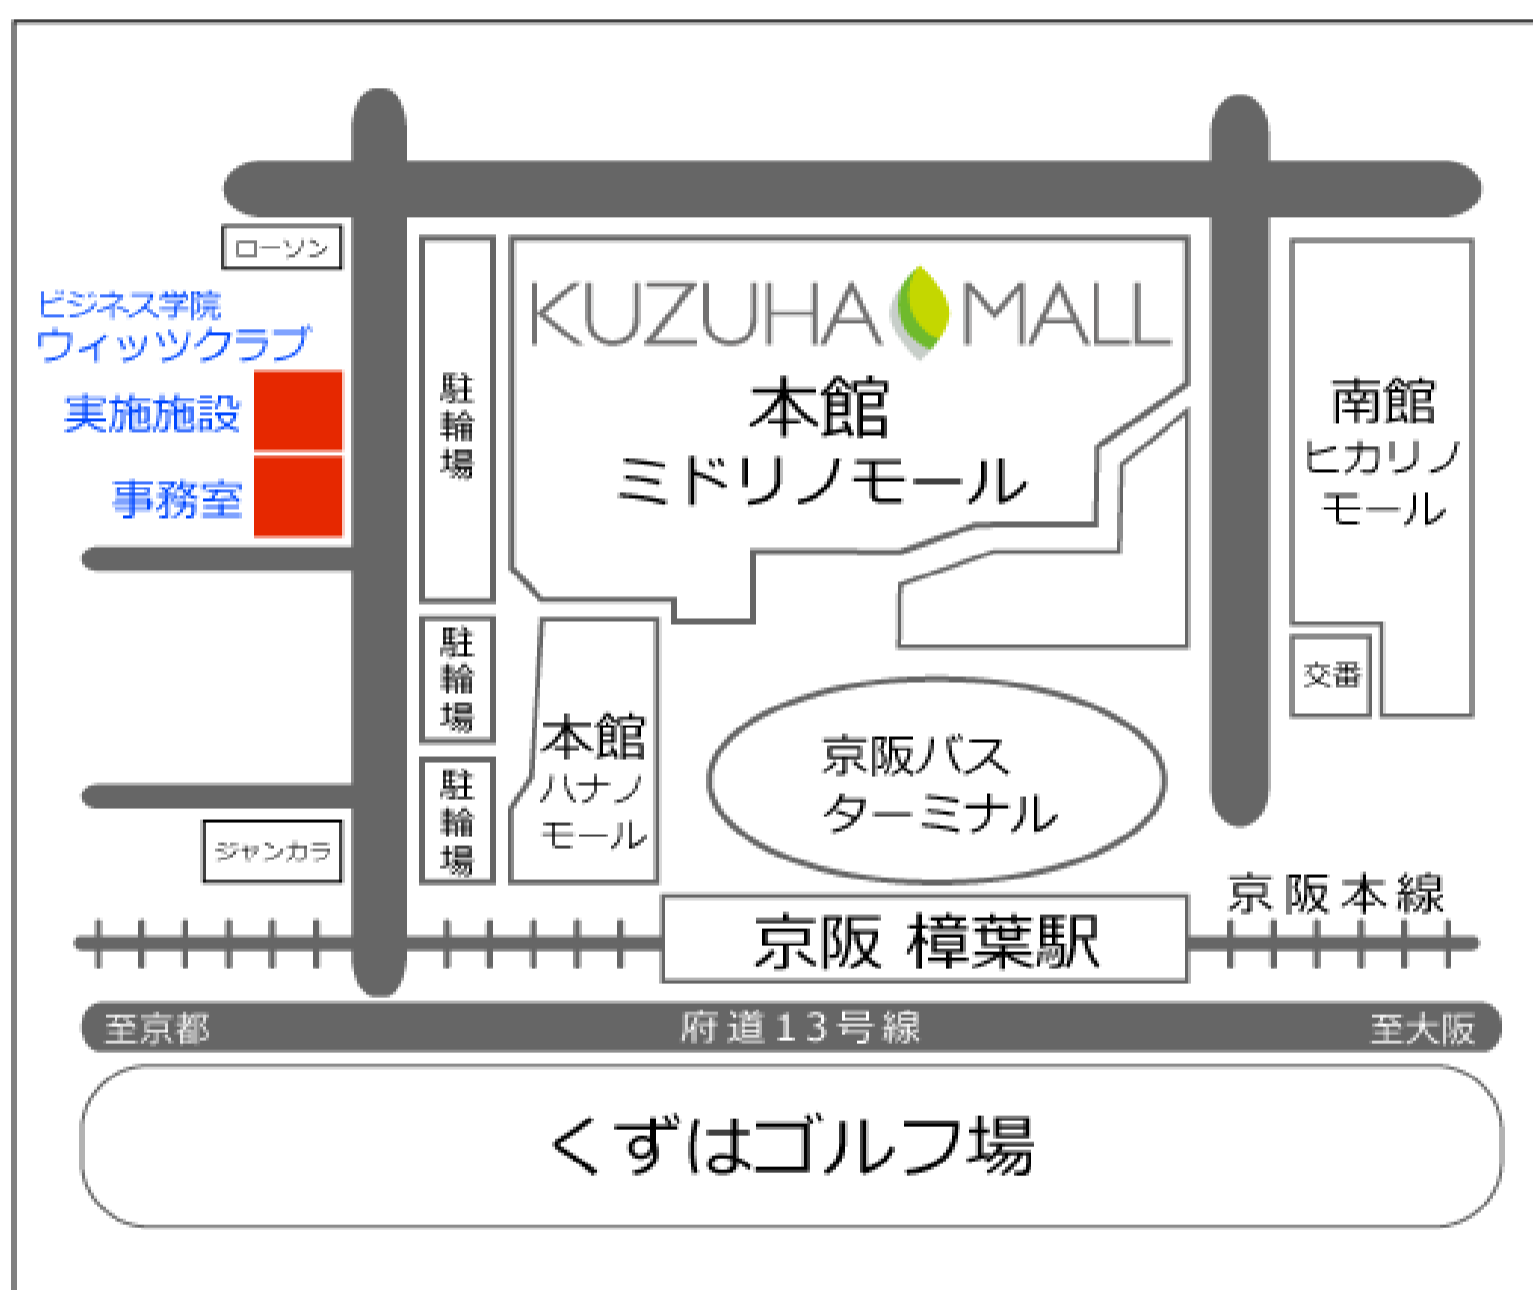 ローソン
ビジネス学院
ウィッツクラブ
実施施設
事務室
駐輪場
KUZUHA MALL
本館
ミドリノモール
南館
ヒカリノ
モール
交番
駐輪場
本館
ハナノ
モール
京阪バス
ターミナル
駐輪場
ジャンカラ
京阪本線
京阪 樟葉駅
至京都
府道13号線
至大阪
くずはゴルフ場